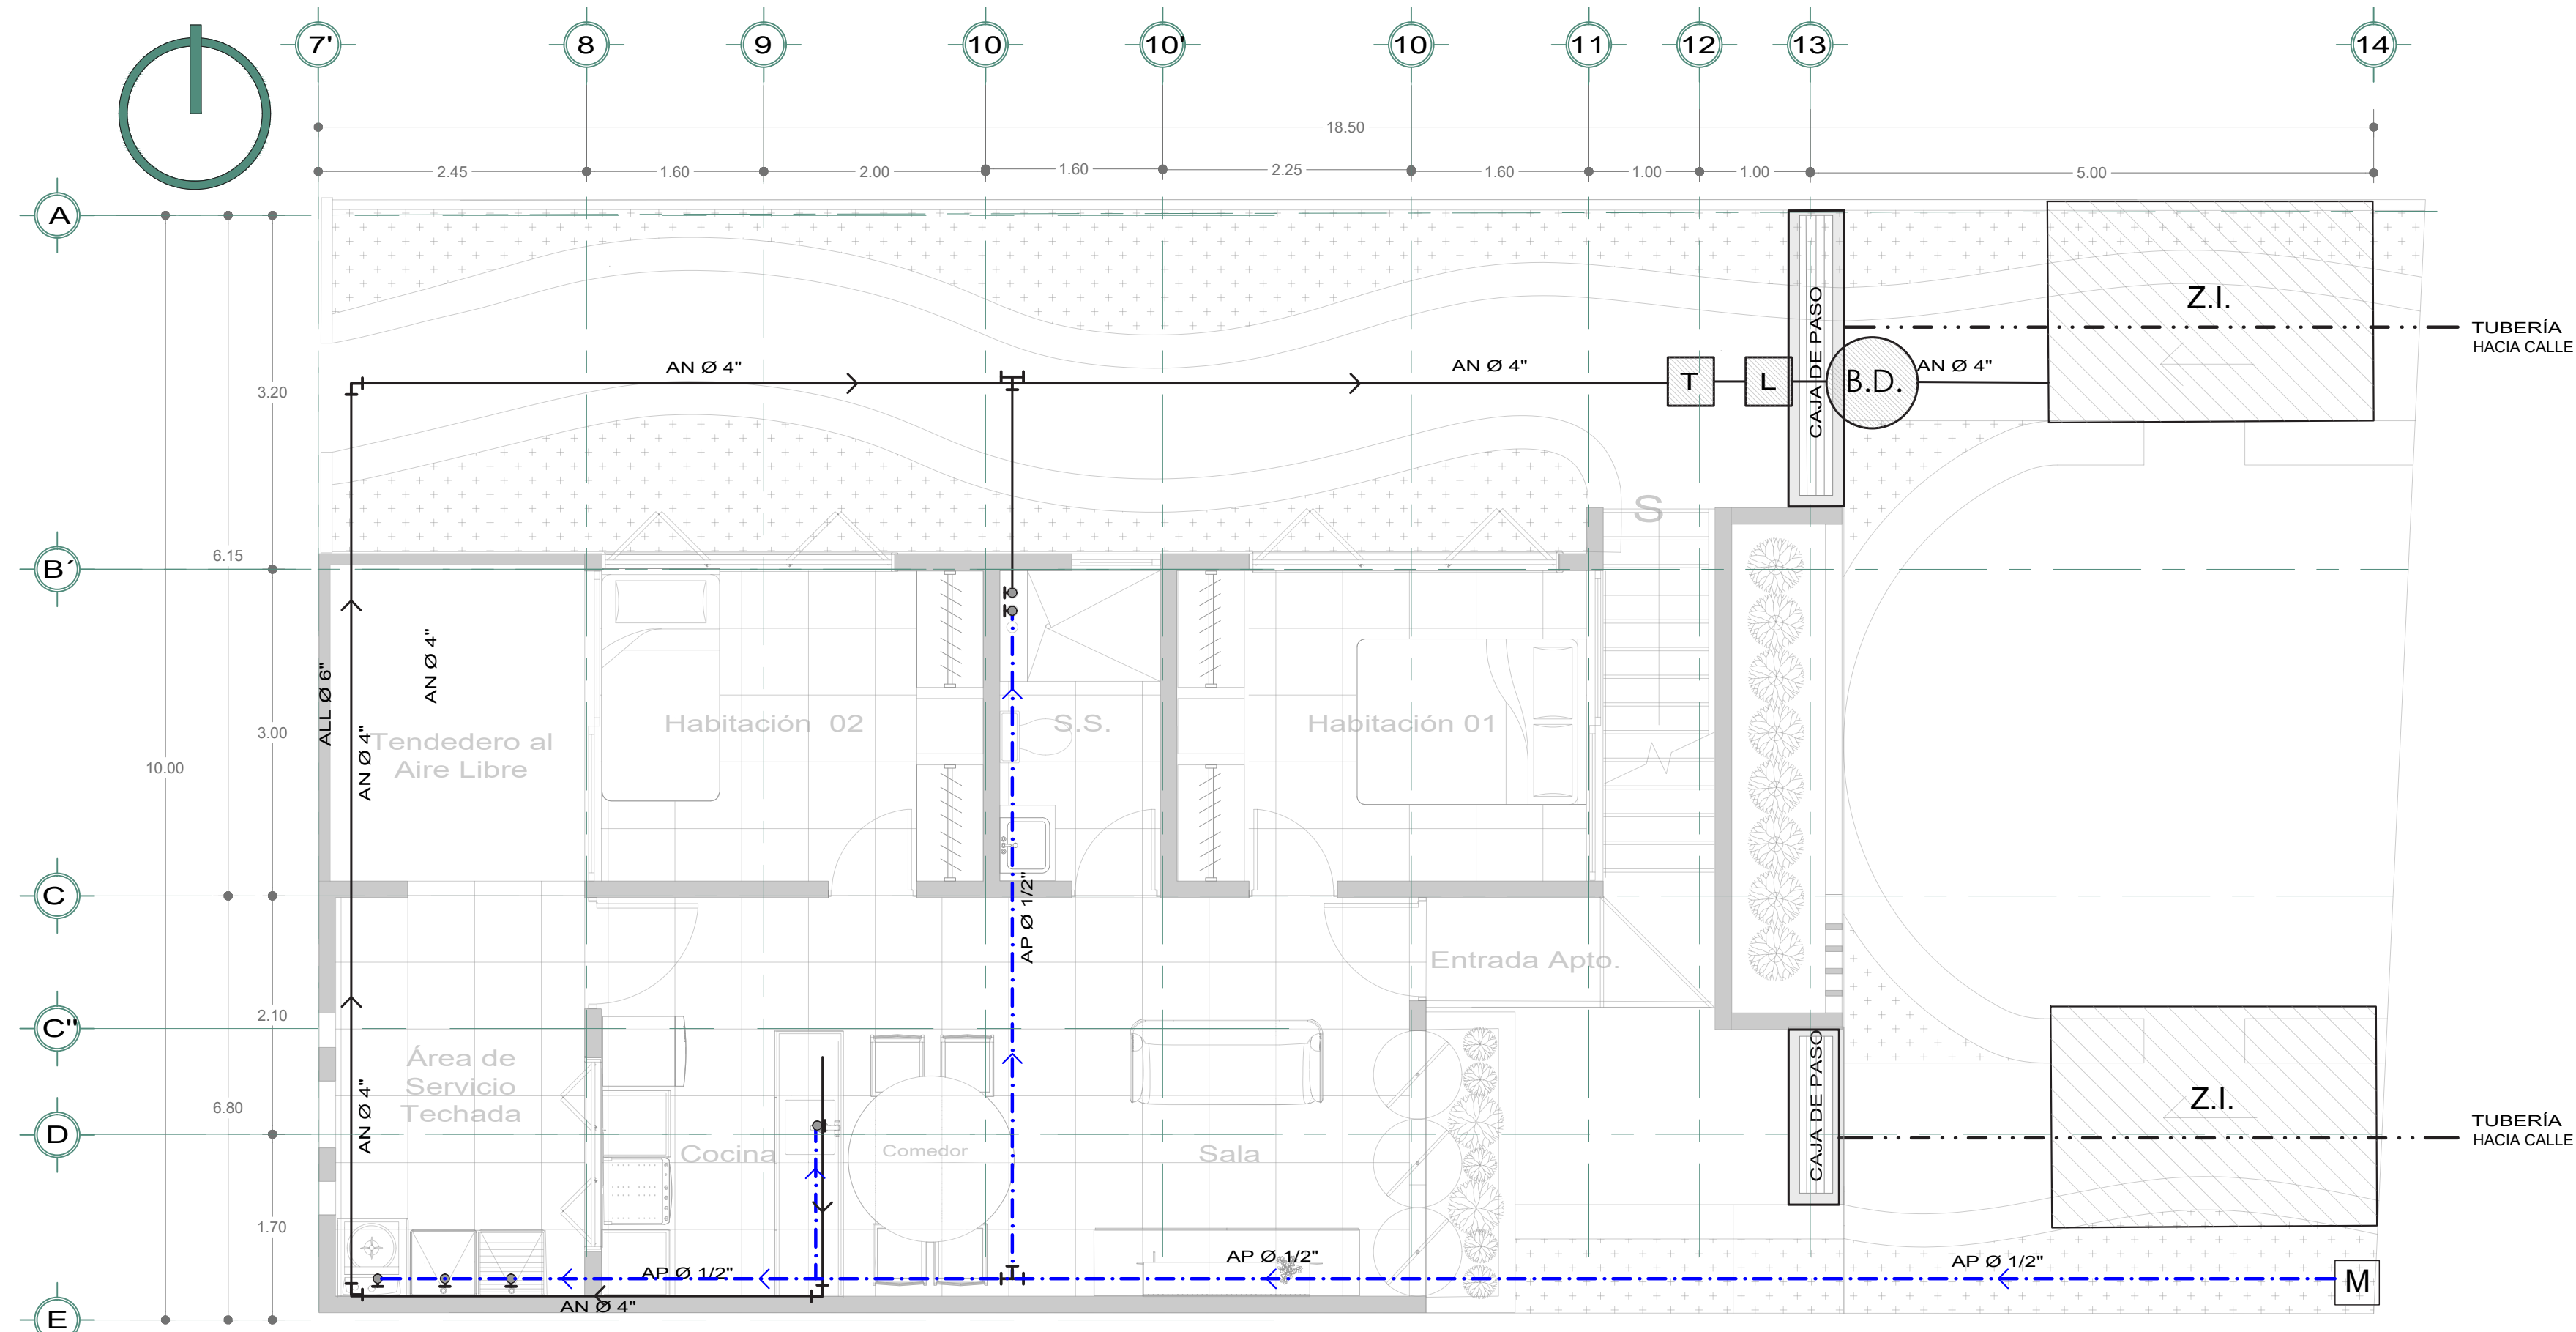 7' 8 9 10 10' 10 11 12 13 14
18.50
2.45 1.60 2.00 1.60 2.25 1.60 1.00 1.00 5.00
A
Z.I.
TUBERÍA
HACIA CALLE
CAJA DE PASO
AN Ø 4" AN Ø 4" AN Ø 4"
T L B.D.
3.20
S
6.15
B´
ALL Ø 6"
AN Ø 4"
AN Ø 4"
Habitación 02 S.S. Habitación 01
3.00
Tendedero al
Aire Libre
10.00
C
AP Ø 1/2"
Entrada Apto.
2.10
C"
Área de
Servicio
Techada
CAJA DE PASO
Z.I.
6.80
AN Ø 4"
TUBERÍA
HACIA CALLE
D
Cocina Comedor Sala
1.70
AP Ø 1/2" AP Ø 1/2" AP Ø 1/2"
M
AN Ø 4"
E